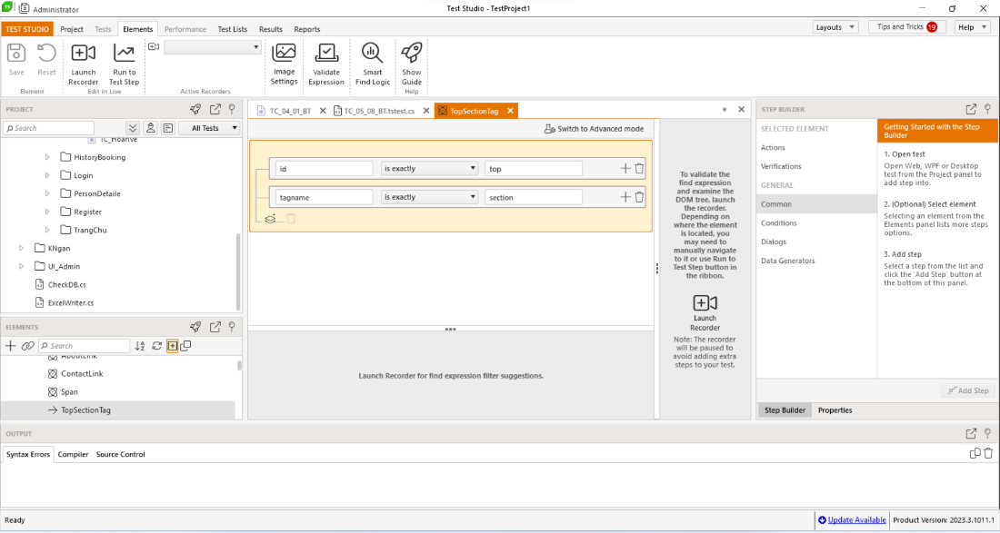 Administrator
Test Studio - TestProject1
TEST STUDIO Project Tests Elements Performance Test Lists Results Reports
Layouts
Tips and Tricks 19
Help
Save
Reset
Element
Launch Recorder
Run to Test Step
Edit in Live
Active Recorders
Image Settings
Validate Expression
Smart Find Logic
Show Guide
Help
PROJECT
Search
All Tests
TC_Hoanve
HistoryBooking
Login
PersonDetaile
Register
TrangChu
KNgan
UI_Admin
CheckDB.cs
ExcelWriter.cs
ELEMENTS
Search
AboutLink
ContactLink
Span
TopSectionTag
TC_04_01_BT
TC_05_08_BT.tstest.cs
TopSectionTag
Switch to Advanced mode
id is exactly top
tagname is exactly section
Launch Recorder for find expression filter suggestions.
To validate the
find expression
and examine the
DOM tree, launch
the recorder.
Depending on
where the element
is located, you
may need to
manually navigate
to it or use Run to
Test Step button in
the ribbon.
Launch
Recorder
Note: The recorder
will be paused to
avoid adding extra
steps to your test.
STEP BUILDER
SELECTED ELEMENT
Actions
Verifications
GENERAL
Common
Conditions
Dialogs
Data Generators
Getting Started with the Step
Builder
1. Open test
Open Web, WPF or Desktop
test from the Project panel to
add step into.
2. (Optional) Select element
Selecting an element from the
Elements panel lists more steps
options.
3. Add step
Select a step from the list and
click the 'Add Step' button at
the bottom of this panel.
Add Step
Step Builder Properties
OUTPUT
Syntax Errors Compiler Source Control
Ready
Update Available
Product Version: 2023.3.1011.1